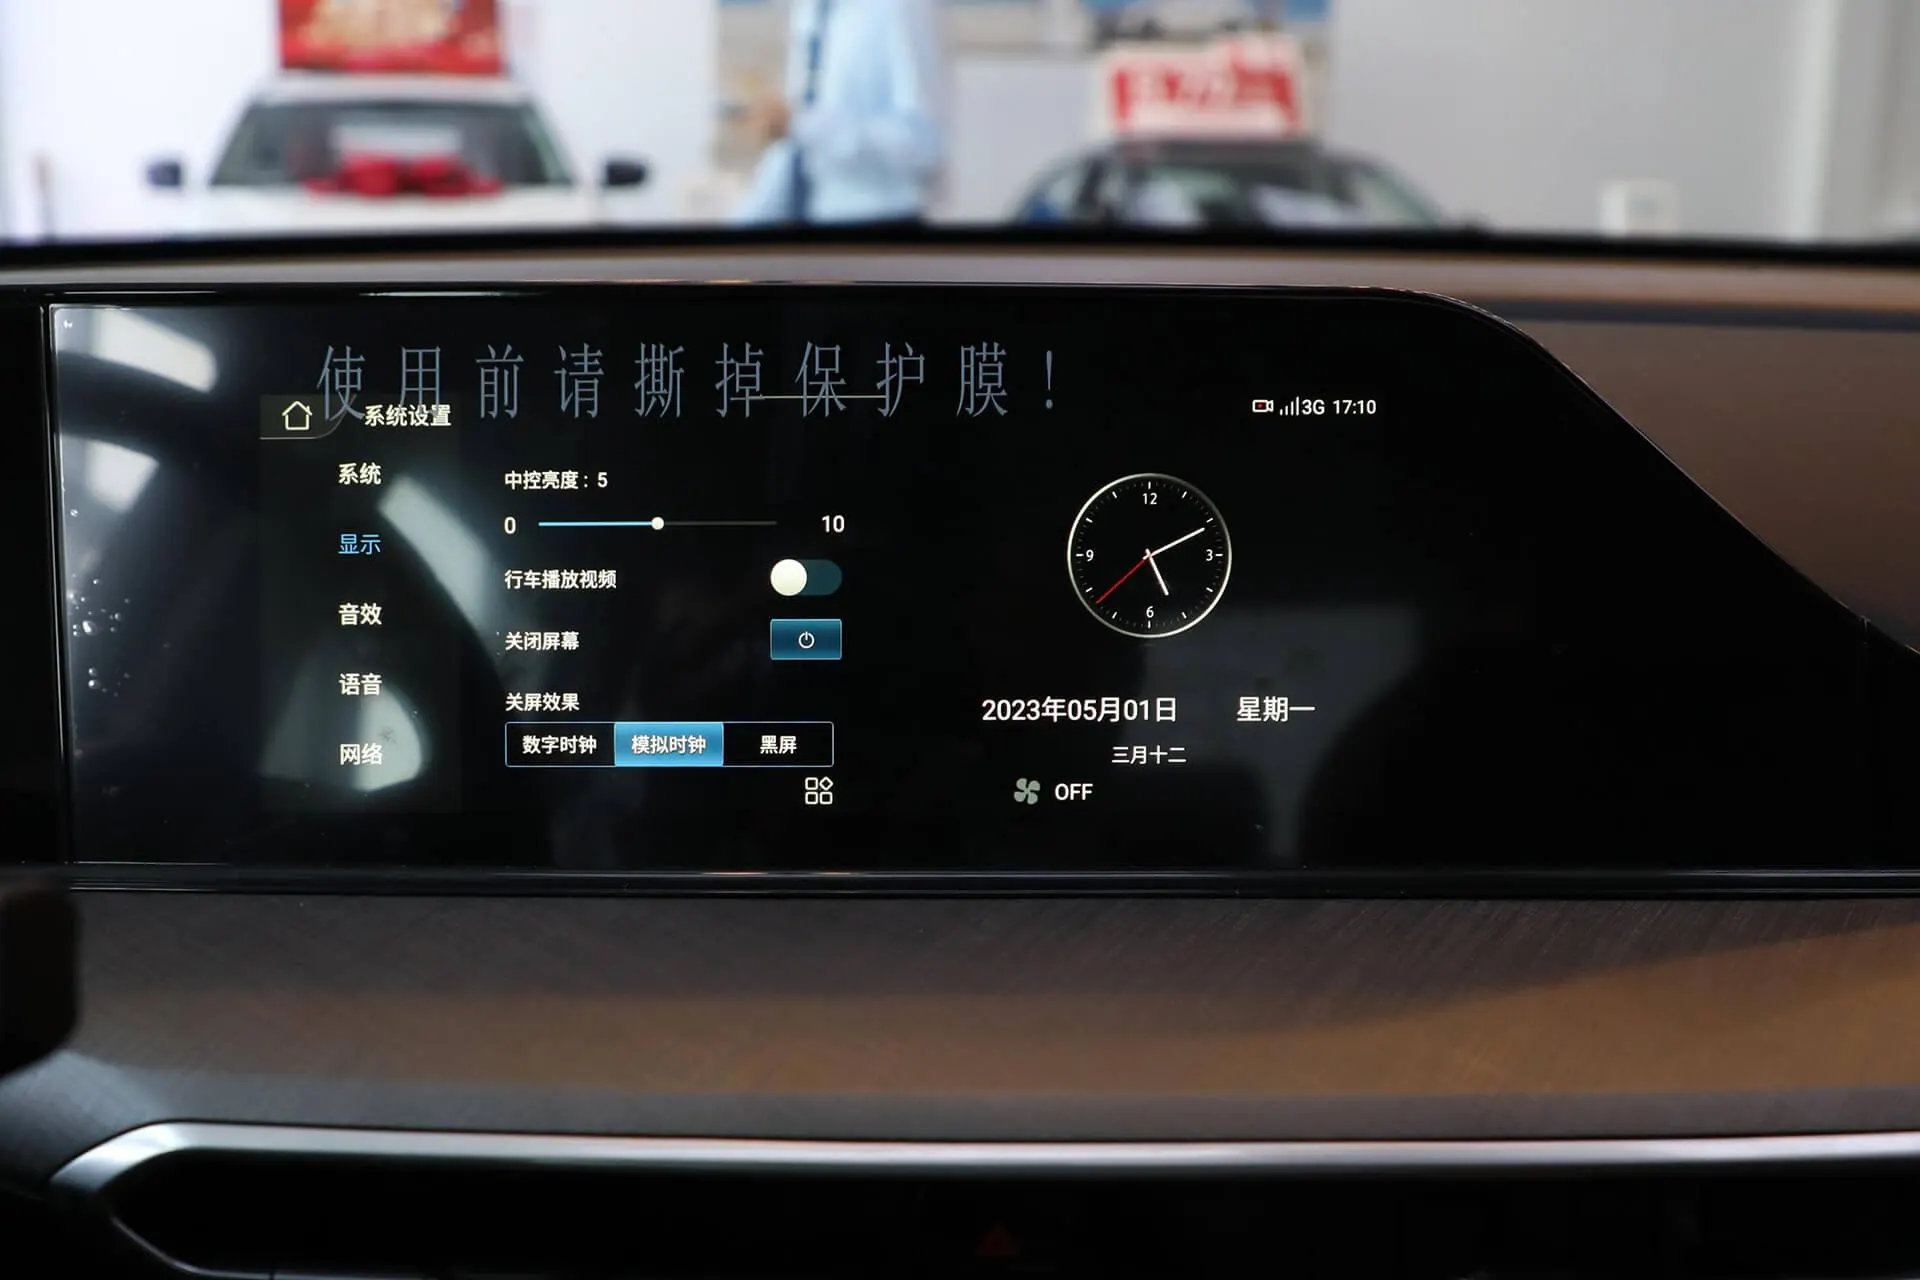 使用前请撕掉保护膜！
系统设置
3G 17:10
系统
显示
音效
语音
网络
中控亮度：5
0 10
行车播放视频
关闭屏幕
关屏效果
数字时钟 模拟时钟 黑屏
12
9 3
6
2023年05月01日 星期一
三月十二
OFF